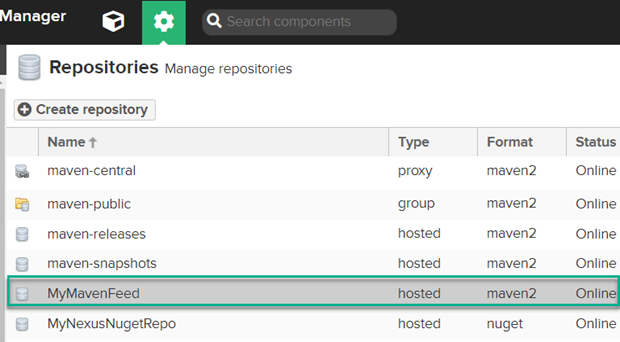 Manager
Search components
Repositories Manage repositories
Create repository
Name Type Format Status
maven-central proxy maven2 Online
maven-public group maven2 Online
maven-releases hosted maven2 Online
maven-snapshots hosted maven2 Online
MyMavenFeed hosted maven2 Online
MyNexusNugetRepo hosted nuget Online